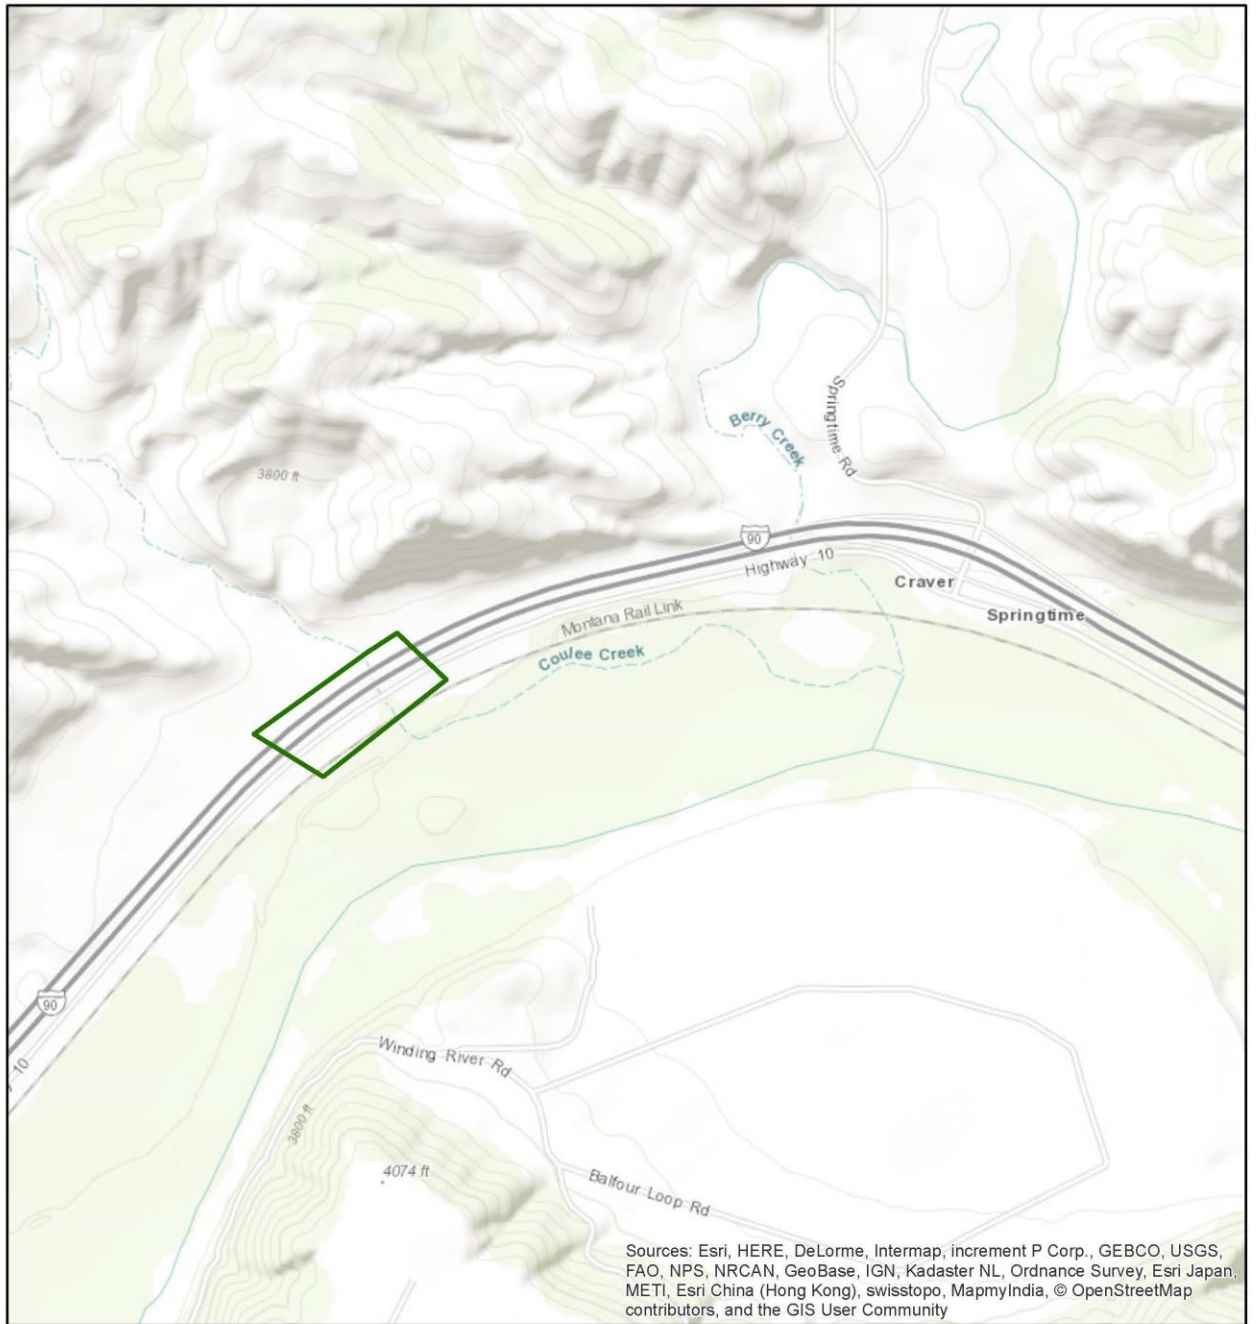 Springtime Rd
Berry Creek
3800 ft
90
Highway 10
Craver
Springtime
Montana Rail Link
Coulee Creek
90
10
Winding River Rd
3800 ft
4074 ft
Balfour Loop Rd
Sources: Esri, HERE, DeLorme, Intermap, increment P Corp., GEBCO, USGS,
FAO, NPS, NRCAN, GeoBase, IGN, Kadaster NL, Ordnance Survey, Esri Japan,
METI, Esri China (Hong Kong), swisstopo, MapmyIndia, © OpenStreetMap
contributors, and the GIS User Community